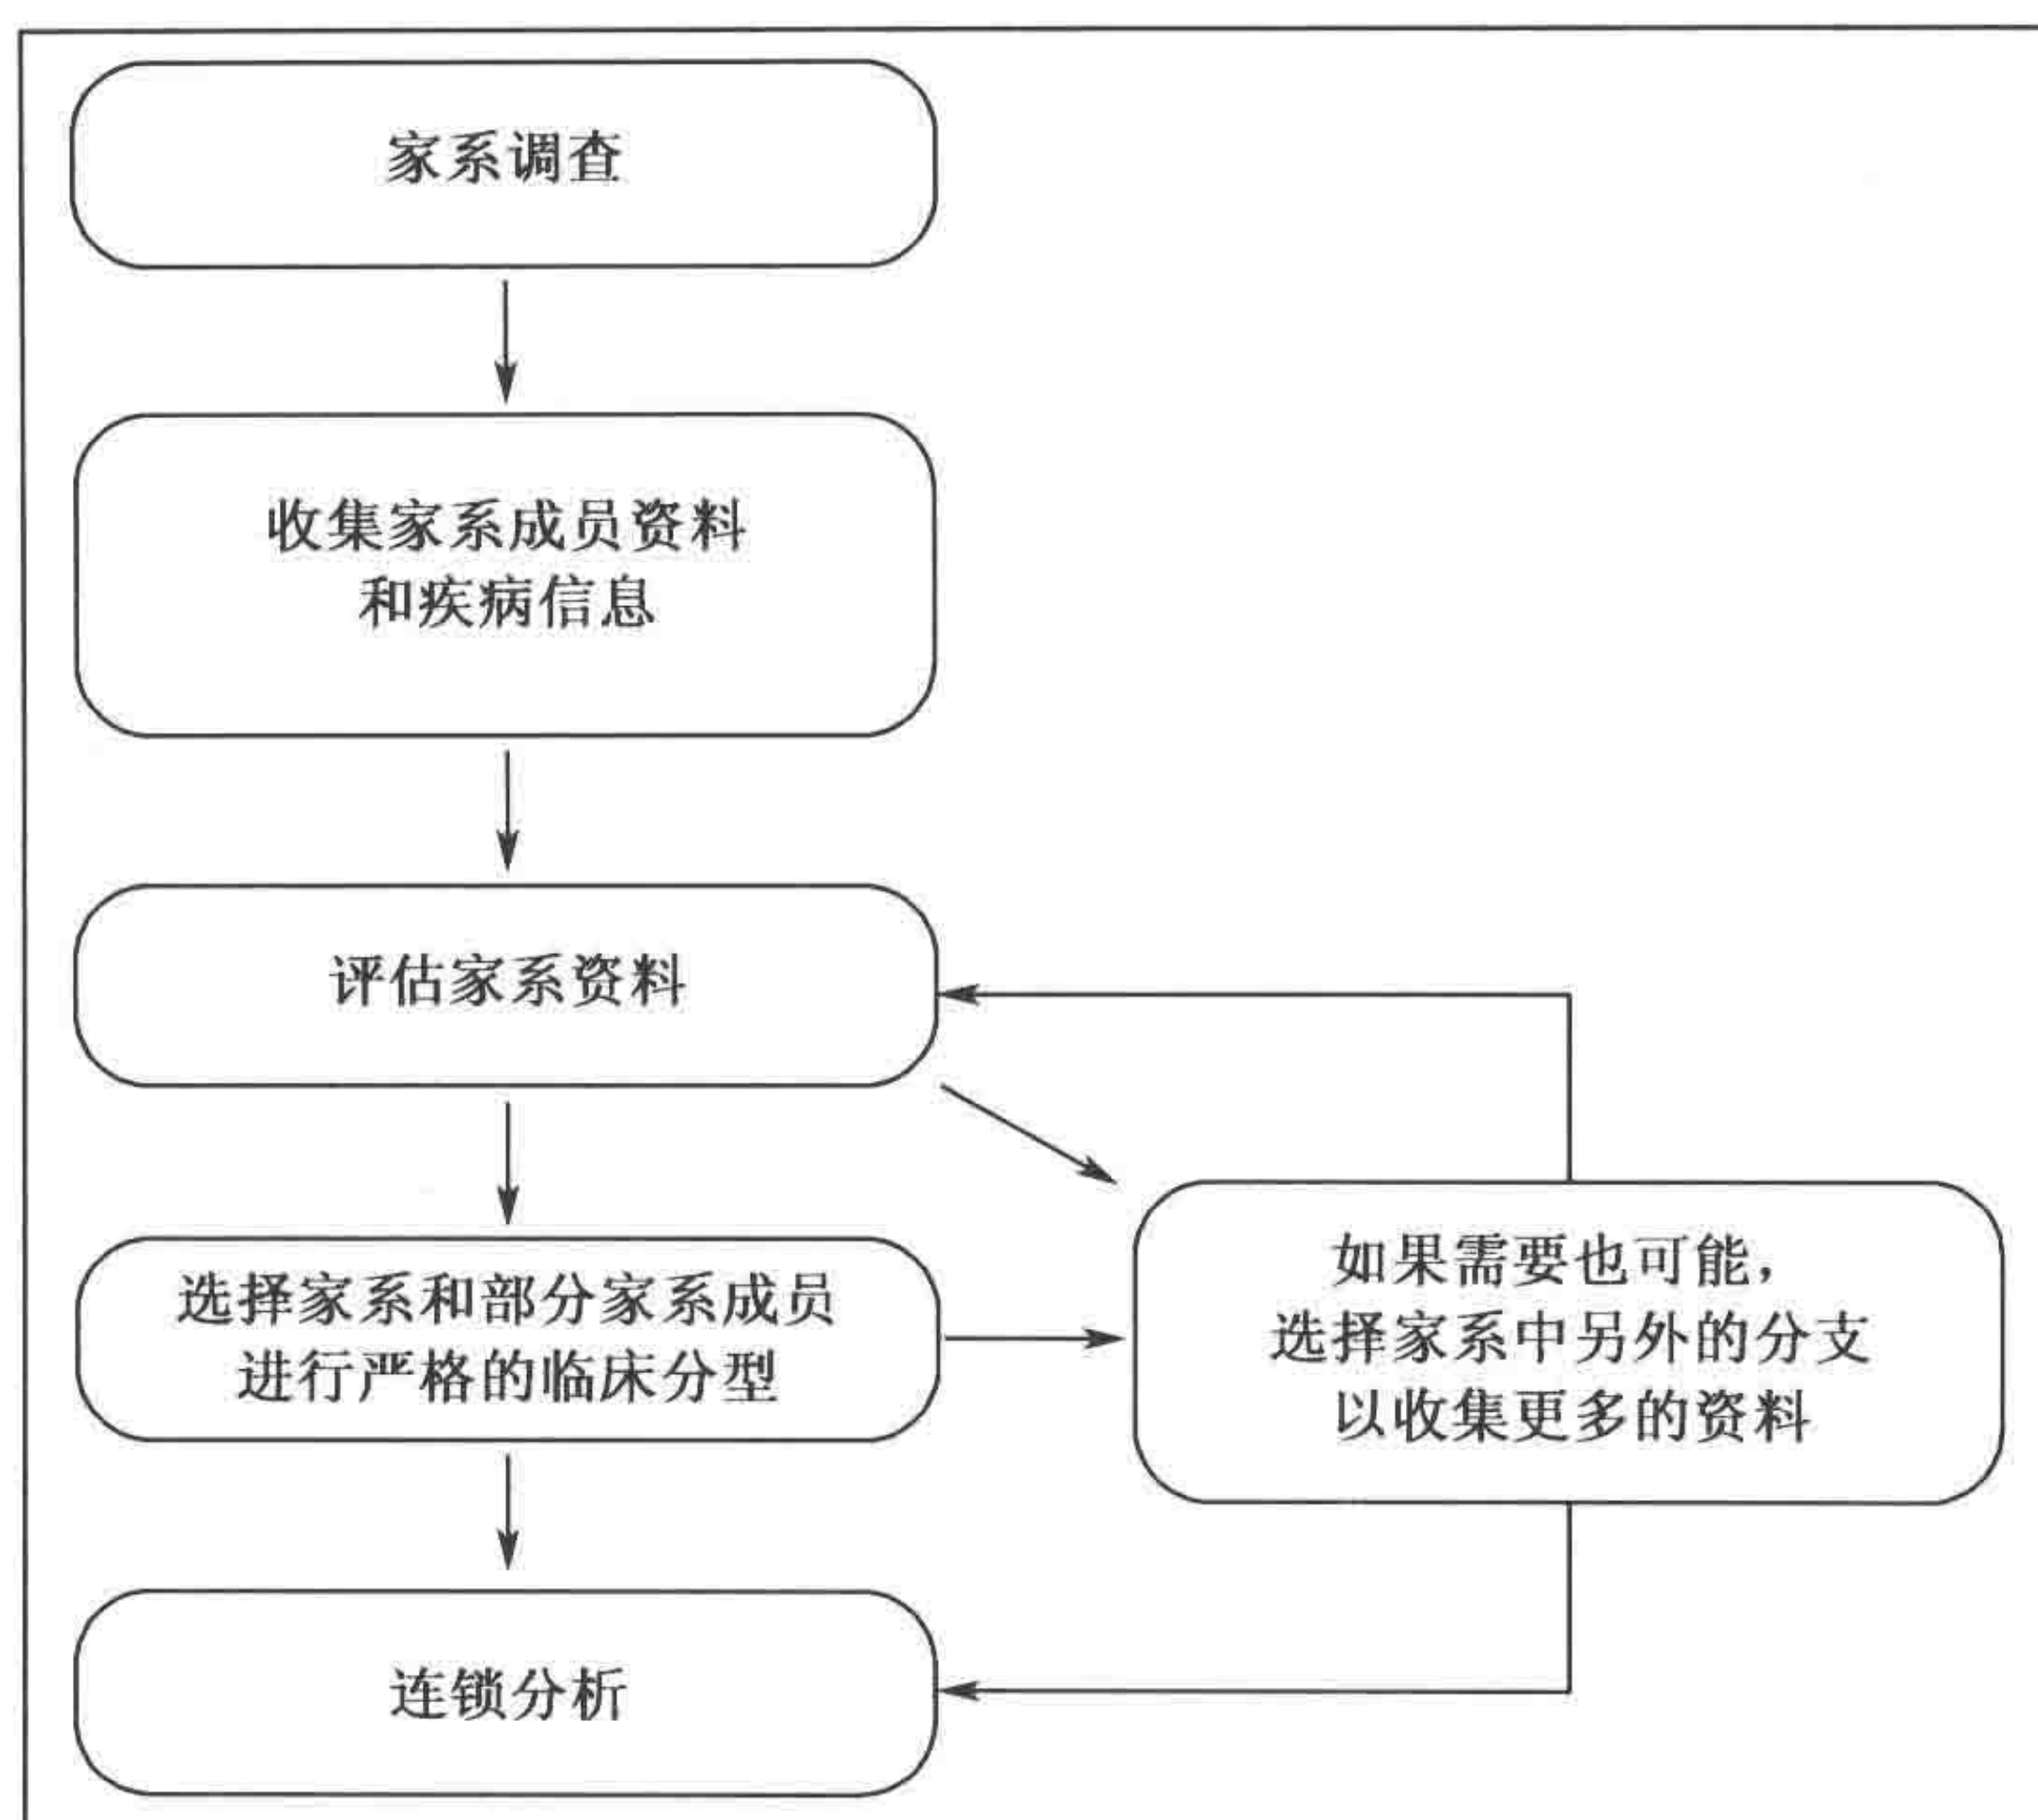 家系调查
收集家系成员资料
和疾病信息
评估家系资料
选择家系和部分家系成员
进行严格的临床分型
如果需要也可能，
选择家系中另外的分支
以收集更多的资料
连锁分析